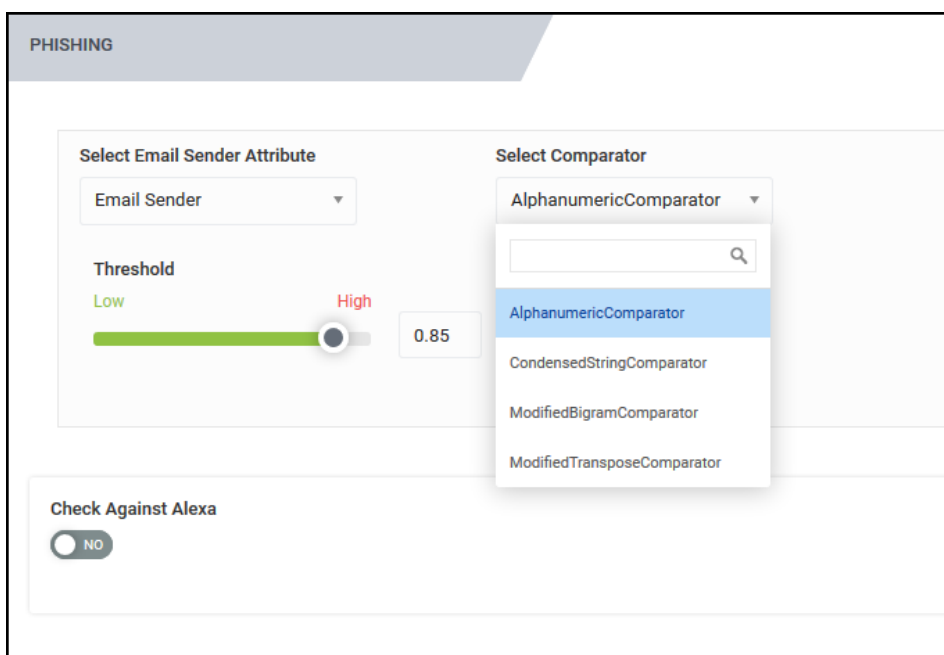 PHISHING
Select Email Sender Attribute
Select Comparator
Email Sender
AlphanumericComparator
Threshold
Low
High
0.85
AlphanumericComparator
CondensedStringComparator
ModifiedBigramComparator
ModifiedTransposeComparator
Check Against Alexa
NO